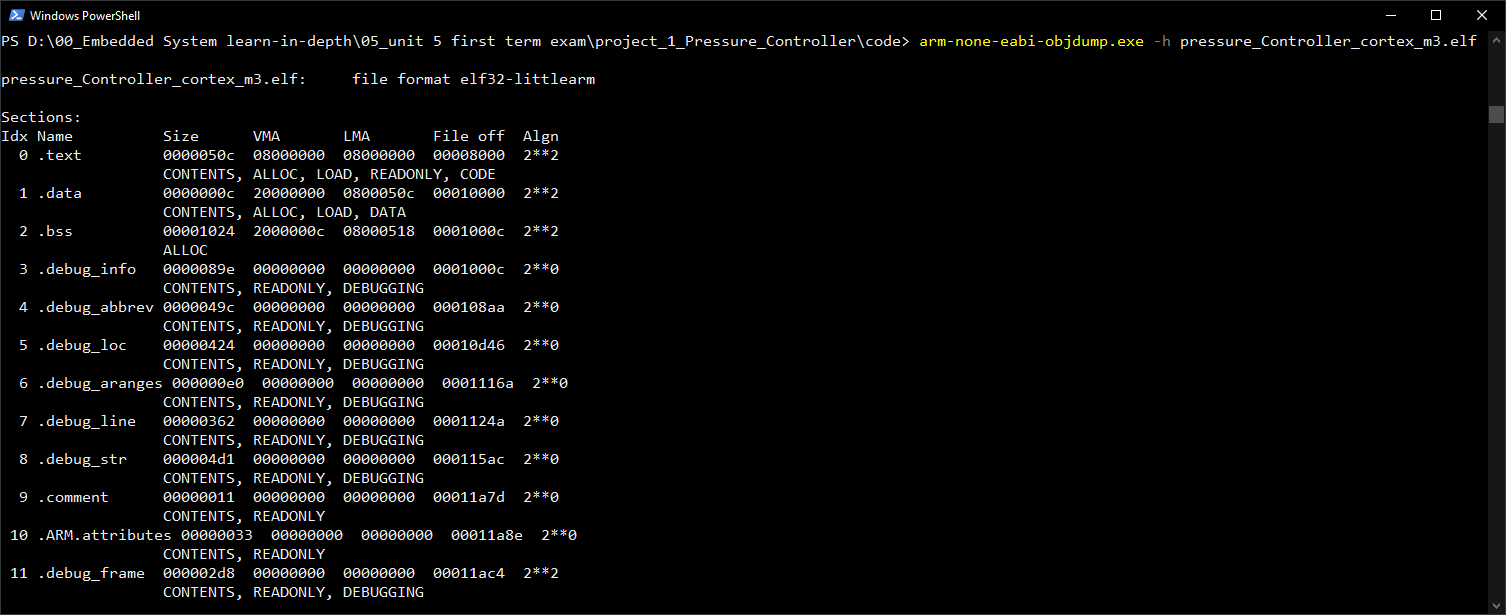 Windows PowerShell
PS D:\00_Embedded System learn-in-depth\05_unit 5 first term exam\project_1_Pressure_Controller\code> arm-none-eabi-objdump.exe -h pressure_Controller_cortex_m3.elf
pressure_Controller_cortex_m3.elf:     file format elf32-littlearm
Sections:
Idx Name          Size      VMA       LMA       File off  Algn
  0 .text         0000050c  08000000  08000000  00008000  2**2
                  CONTENTS, ALLOC, LOAD, READONLY, CODE
  1 .data         0000000c  20000000  0800050c  00010000  2**2
                  CONTENTS, ALLOC, LOAD, DATA
  2 .bss          00001024  2000000c  08000518  0001000c  2**2
                  ALLOC
  3 .debug_info   0000089e  00000000  00000000  0001000c  2**0
                  CONTENTS, READONLY, DEBUGGING
  4 .debug_abbrev 0000049c  00000000  00000000  000108aa  2**0
                  CONTENTS, READONLY, DEBUGGING
  5 .debug_loc    00000424  00000000  00000000  00010d46  2**0
                  CONTENTS, READONLY, DEBUGGING
  6 .debug_aranges 000000e0  00000000  00000000  0001116a  2**0
                  CONTENTS, READONLY, DEBUGGING
  7 .debug_line   00000362  00000000  00000000  0001124a  2**0
                  CONTENTS, READONLY, DEBUGGING
  8 .debug_str    000004d1  00000000  00000000  000115ac  2**0
                  CONTENTS, READONLY, DEBUGGING
  9 .comment      00000011  00000000  00000000  00011a7d  2**0
                  CONTENTS, READONLY
 10 .ARM.attributes 00000033  00000000  00000000  00011a8e  2**0
                  CONTENTS, READONLY
 11 .debug_frame  000002d8  00000000  00000000  00011ac4  2**2
                  CONTENTS, READONLY, DEBUGGING